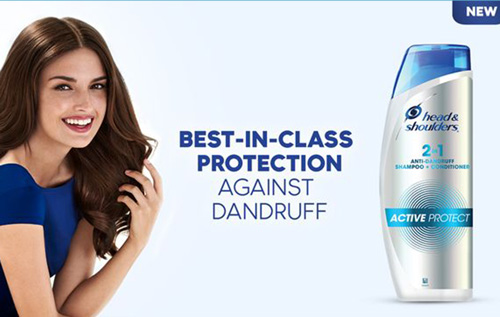 NEW
BEST-IN-CLASS
PROTECTION
AGAINST
DANDRUFF
head&
shoulders
2in1
ANTI-DANDRUFF
SHAMPOO + CONDITIONER
ACTIVE PROTECT